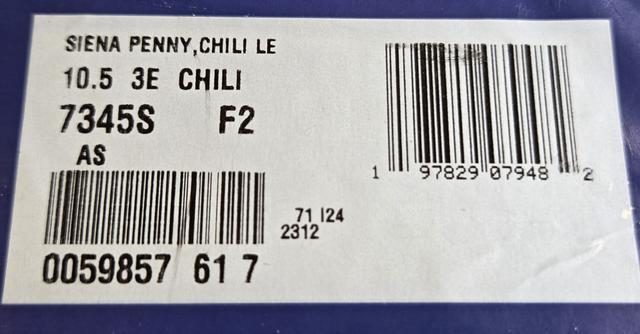 SIENA PENNY,CHILI LE
10.5 3E CHILI
7345S F2
AS
71 I24
2312
0059857 61 7
1 97829 07948 2